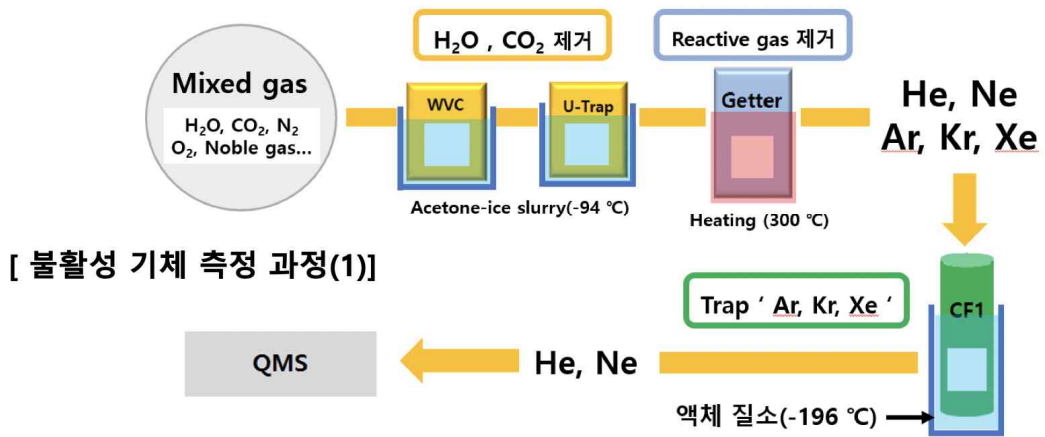 H₂O , CO₂ 제거
Reactive gas 제거
Mixed gas
H₂O, CO₂, N₂
O₂, Noble gas...
WVC
U-Trap
Getter
He, Ne
Ar, Kr, Xe
Acetone-ice slurry(-94 ℃)
Heating (300 ℃)
[ 불활성 기체 측정 과정(1)]
Trap ‘ Ar, Kr, Xe ‘
CF1
QMS
He, Ne
액체 질소(-196 ℃)